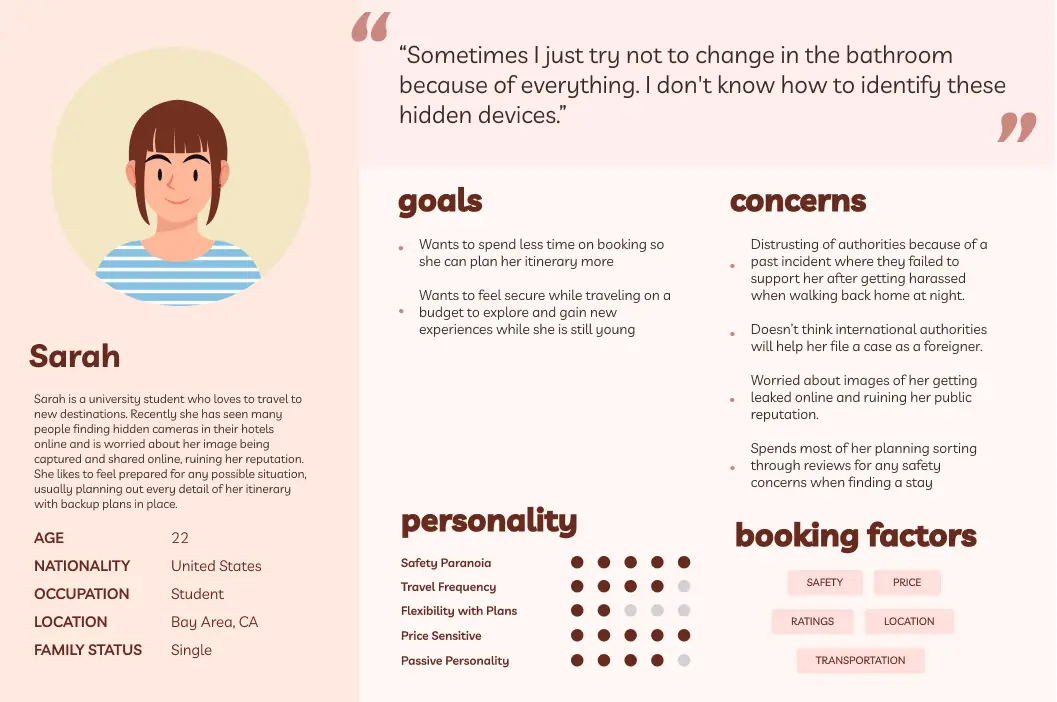 “Sometimes I just try not to change in the bathroom
because of everything. I don't know how to identify these
hidden devices.”
Sarah
Sarah is a university student who loves to travel to
new destinations. Recently she has seen many
people finding hidden cameras in their hotels
online and is worried about her image being
captured and shared online, ruining her reputation.
She likes to feel prepared for any possible situation,
usually planning out every detail of her itinerary
with backup plans in place.
AGE 22
NATIONALITY United States
OCCUPATION Student
LOCATION Bay Area, CA
FAMILY STATUS Single
goals
Wants to spend less time on booking so
she can plan her itinerary more
Wants to feel secure while traveling on a
budget to explore and gain new
experiences while she is still young
concerns
Distrusting of authorities because of a
past incident where they failed to
support her after getting harassed
when walking back home at night.
Doesn’t think international authorities
will help her file a case as a foreigner.
Worried about images of her getting
leaked online and ruining her public
reputation.
Spends most of her planning sorting
through reviews for any safety
concerns when finding a stay
personality
Safety Paranoia
Travel Frequency
Flexibility with Plans
Price Sensitive
Passive Personality
booking factors
SAFETY PRICE
RATINGS LOCATION
TRANSPORTATION